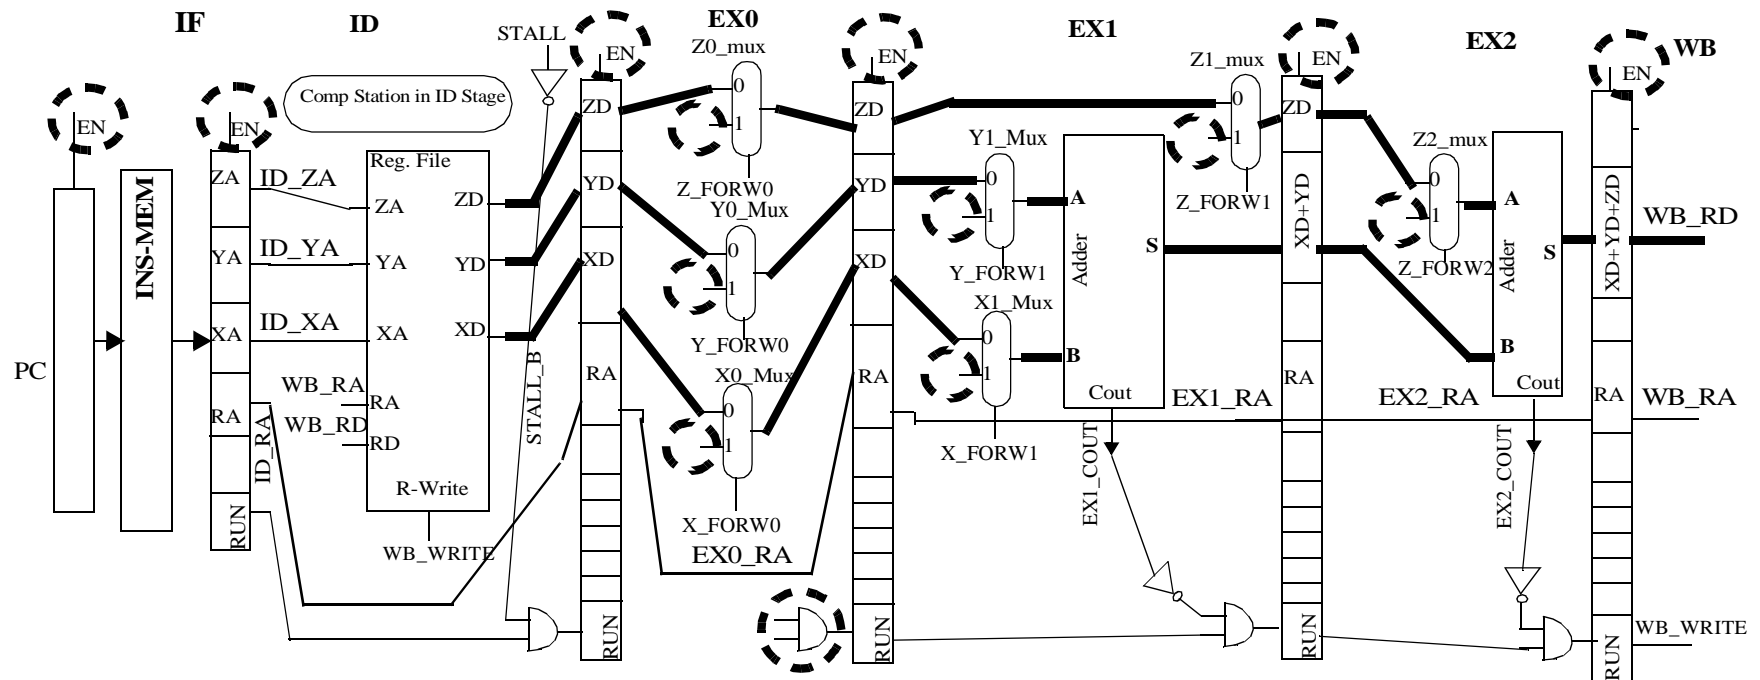 IF
ID
EX0
EX1
EX2
WB
STALL
EN
EN
EN
EN
EN
EN
Comp Station in ID Stage
Z0_mux
0
1
Z_FORW0
Y0_Mux
0
1
Y_FORW0
X0_Mux
0
1
X_FORW0
EX0_RA
PC
INS-MEM
ZA
YA
XA
RA
RUN
ID_ZA
ID_YA
ID_XA
ID_RA
Reg. File
ZA
ZD
YA
YD
XA
XD
WB_RA
RA
WB_RD
RD
R-Write
WB_WRITE
STALL_B
ZD
YD
XD
RA
RUN
ZD
YD
XD
RA
RUN
Y1_Mux
0
1
Y_FORW1
X1_Mux
0
1
X_FORW1
A
B
S
Adder
Cout
EX1_COUT
Z1_mux
0
1
Z_FORW1
EX1_RA
ZD
XD+YD
RA
RUN
Z2_mux
0
1
Z_FORW2
A
B
S
Adder
Cout
EX2_RA
EX2_COUT
XD+YD+ZD
RA
RUN
WB_RD
WB_RA
WB_WRITE